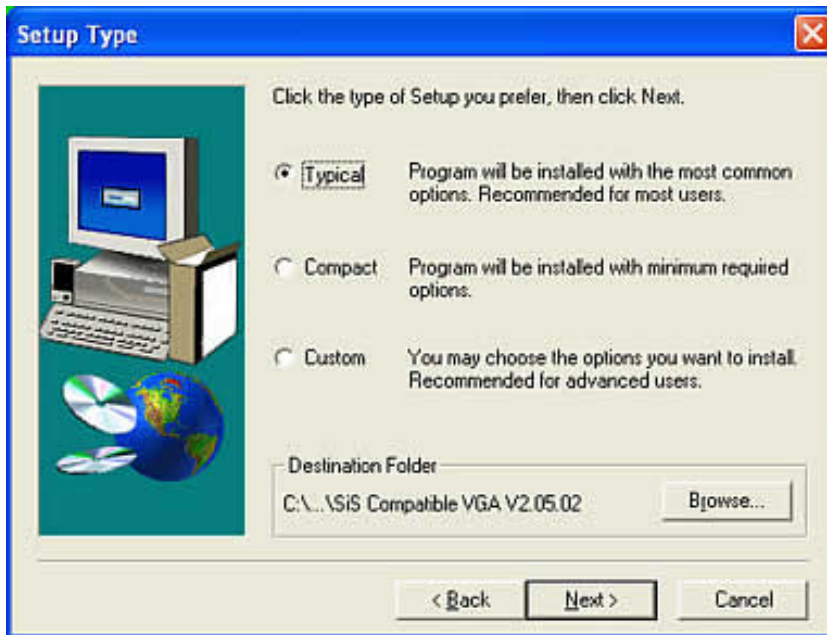 Setup Type
Click the type of Setup you prefer, then click Next.
Typical
Program will be installed with the most common
options. Recommended for most users.
Compact
Program will be installed with minimum required
options.
Custom
You may choose the options you want to install.
Recommended for advanced users.
Destination Folder
C:\...\SiS Compatible VGA V2.05.02
Browse...
< Back
Next >
Cancel